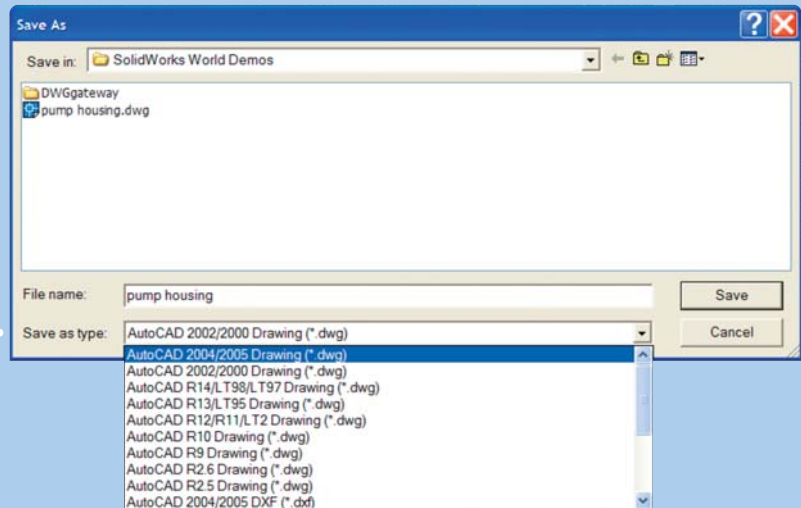 Save As
Save in: SolidWorks World Demos
DWGgateway
pump housing.dwg
File name: pump housing Save
Save as type: AutoCAD 2002/2000 Drawing (*.dwg) Cancel
AutoCAD 2004/2005 Drawing (*.dwg)
AutoCAD 2002/2000 Drawing (*.dwg)
AutoCAD R14/LT98/LT97 Drawing (*.dwg)
AutoCAD R13/LT95 Drawing (*.dwg)
AutoCAD R12/R11/LT2 Drawing (*.dwg)
AutoCAD R10 Drawing (*.dwg)
AutoCAD R9 Drawing (*.dwg)
AutoCAD R2.6 Drawing (*.dwg)
AutoCAD R2.5 Drawing (*.dwg)
AutoCAD 2004/2005 DXF (*.dxf)